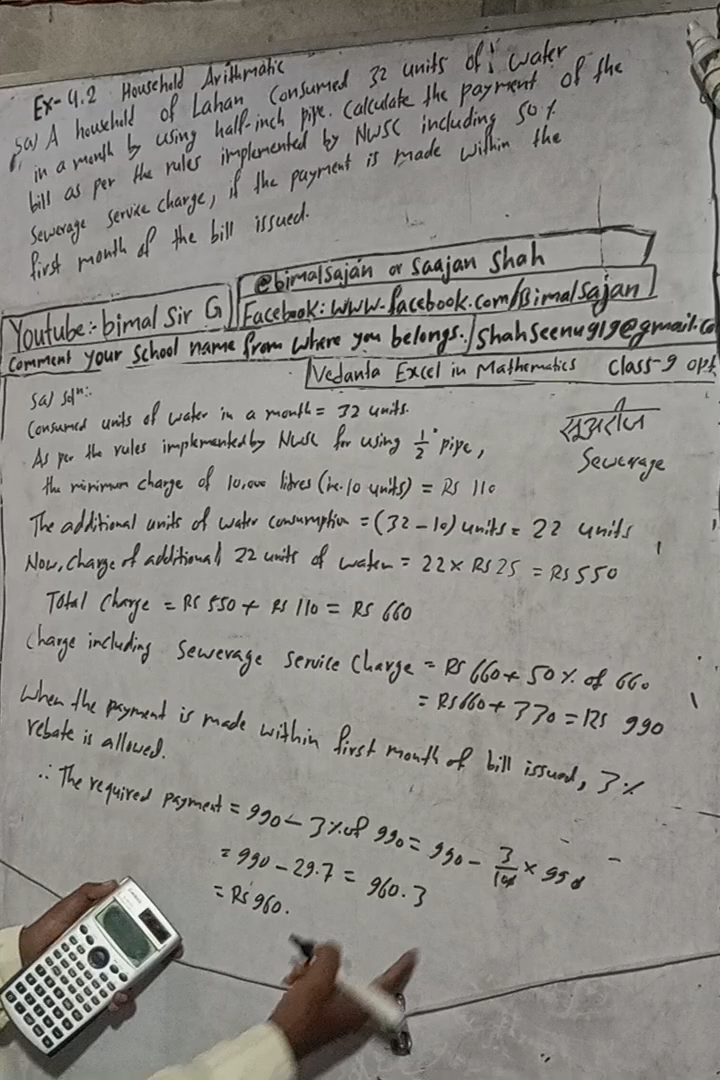 Ex-4.2 Household Arithmatic
5a) A household of Lahan consumed 32 units of water
in a month by using half-inch pipe. Calculate the payment of the
bill as per the rules implemented by NWSC including 50%
sewerage service charge, if the payment is made within the
first month of the bill issued.
@bimalsajan or Saajan Shah
Youtube:- bimal Sir G
Facebook: www.facebook.com/Bimalsajan
Comment your School name from where you belongs.
Shahseenu919@gmail.co
Vedanta Excel in Mathematics Class-9 opt
5a) Soln:
Consumed units of water in a month = 32 units.
As per the rules implemented by NWSC for using 1/2" pipe,
सूअरेज
Sewerage
the minimum charge of 10,000 litres (i.e. 10 units) = Rs 110
The additional units of water consumption = (32-10) units = 22 units
Now, charge of additional 22 units of water = 22 × Rs 25 = Rs 550
Total charge = Rs 550 + Rs 110 = Rs 660
Charge including sewerage service charge = Rs 660 + 50% of 660
= Rs 660 + 330 = Rs 990
When the payment is made within first month of bill issued, 3%
rebate is allowed.
∴ The required payment = 990 - 3% of 990 = 990 - 3/100 × 990
= 990 - 29.7 = 960.3
= Rs 960.